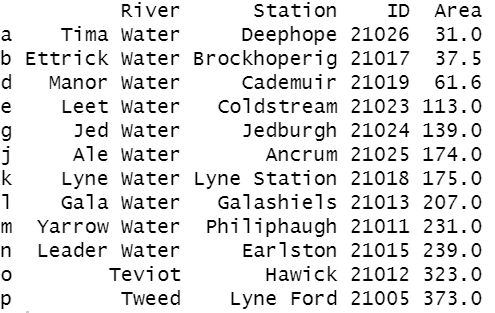 River Station ID Area
a Tima Water Deephope 21026 31.0
b Ettrick Water Brockhoperig 21017 37.5
d Manor Water Cademuir 21019 61.6
e Leet Water Coldstream 21023 113.0
g Jed Water Jedburgh 21024 139.0
j Ale Water Ancrum 21025 174.0
k Lyne Water Lyne Station 21018 175.0
l Gala Water Galashiels 21013 207.0
m Yarrow Water Philiphaugh 21011 231.0
n Leader Water Earlston 21015 239.0
o Teviot Hawick 21012 323.0
p Tweed Lyne Ford 21005 373.0